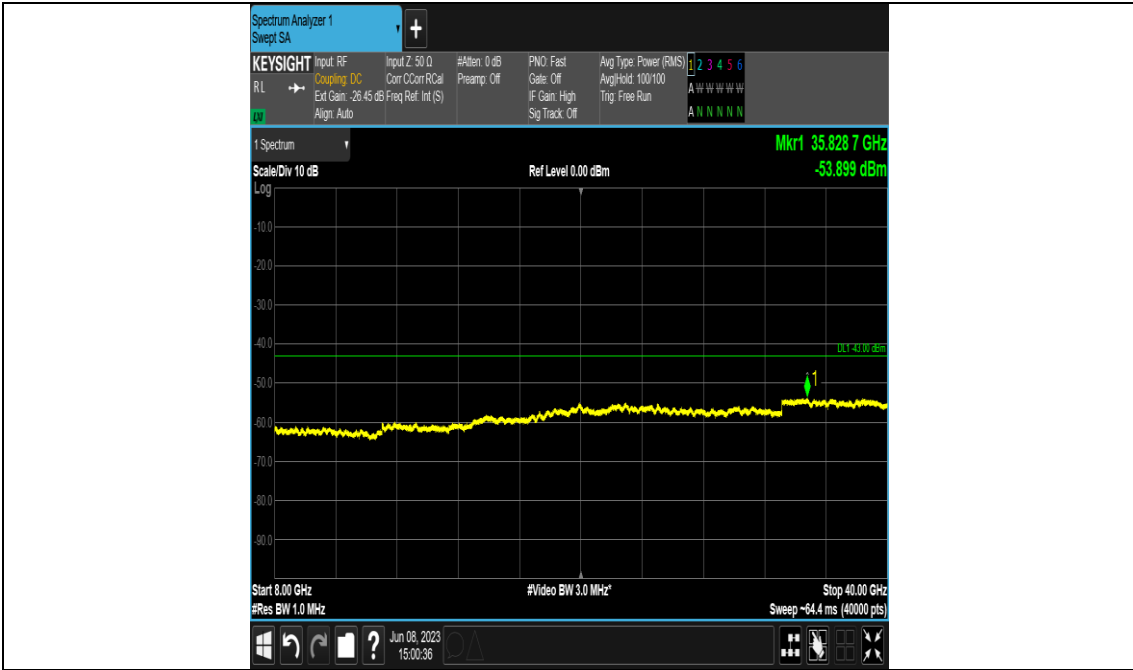 Spectrum Analyzer 1
Swept SA
+
KEYSIGHT Input: RF Input Z: 50 Ω #Atten: 0 dB PNO: Fast Avg Type: Power (RMS) 1 2 3 4 5 6
RL Coupling: DC Corr CCorr RCal Preamp: Off Gate: Off Avg|Hold: 100/100 A W W W W W
Ext Gain: -26.45 dB Freq Ref: Int (S) IF Gain: High Trig: Free Run
LXI Align: Auto Sig Track: Off A N N N N N
1 Spectrum Mkr1 35.828 7 GHz
Scale/Div 10 dB Ref Level 0.00 dBm -53.899 dBm
Log
-10.0
-20.0
-30.0
-40.0
DL1 -43.00 dBm
1
-50.0
-60.0
-70.0
-80.0
-90.0
Start 8.00 GHz #Video BW 3.0 MHz* Stop 40.00 GHz
#Res BW 1.0 MHz Sweep ~64.4 ms (40000 pts)
? Jun 08, 2023
15:00:36